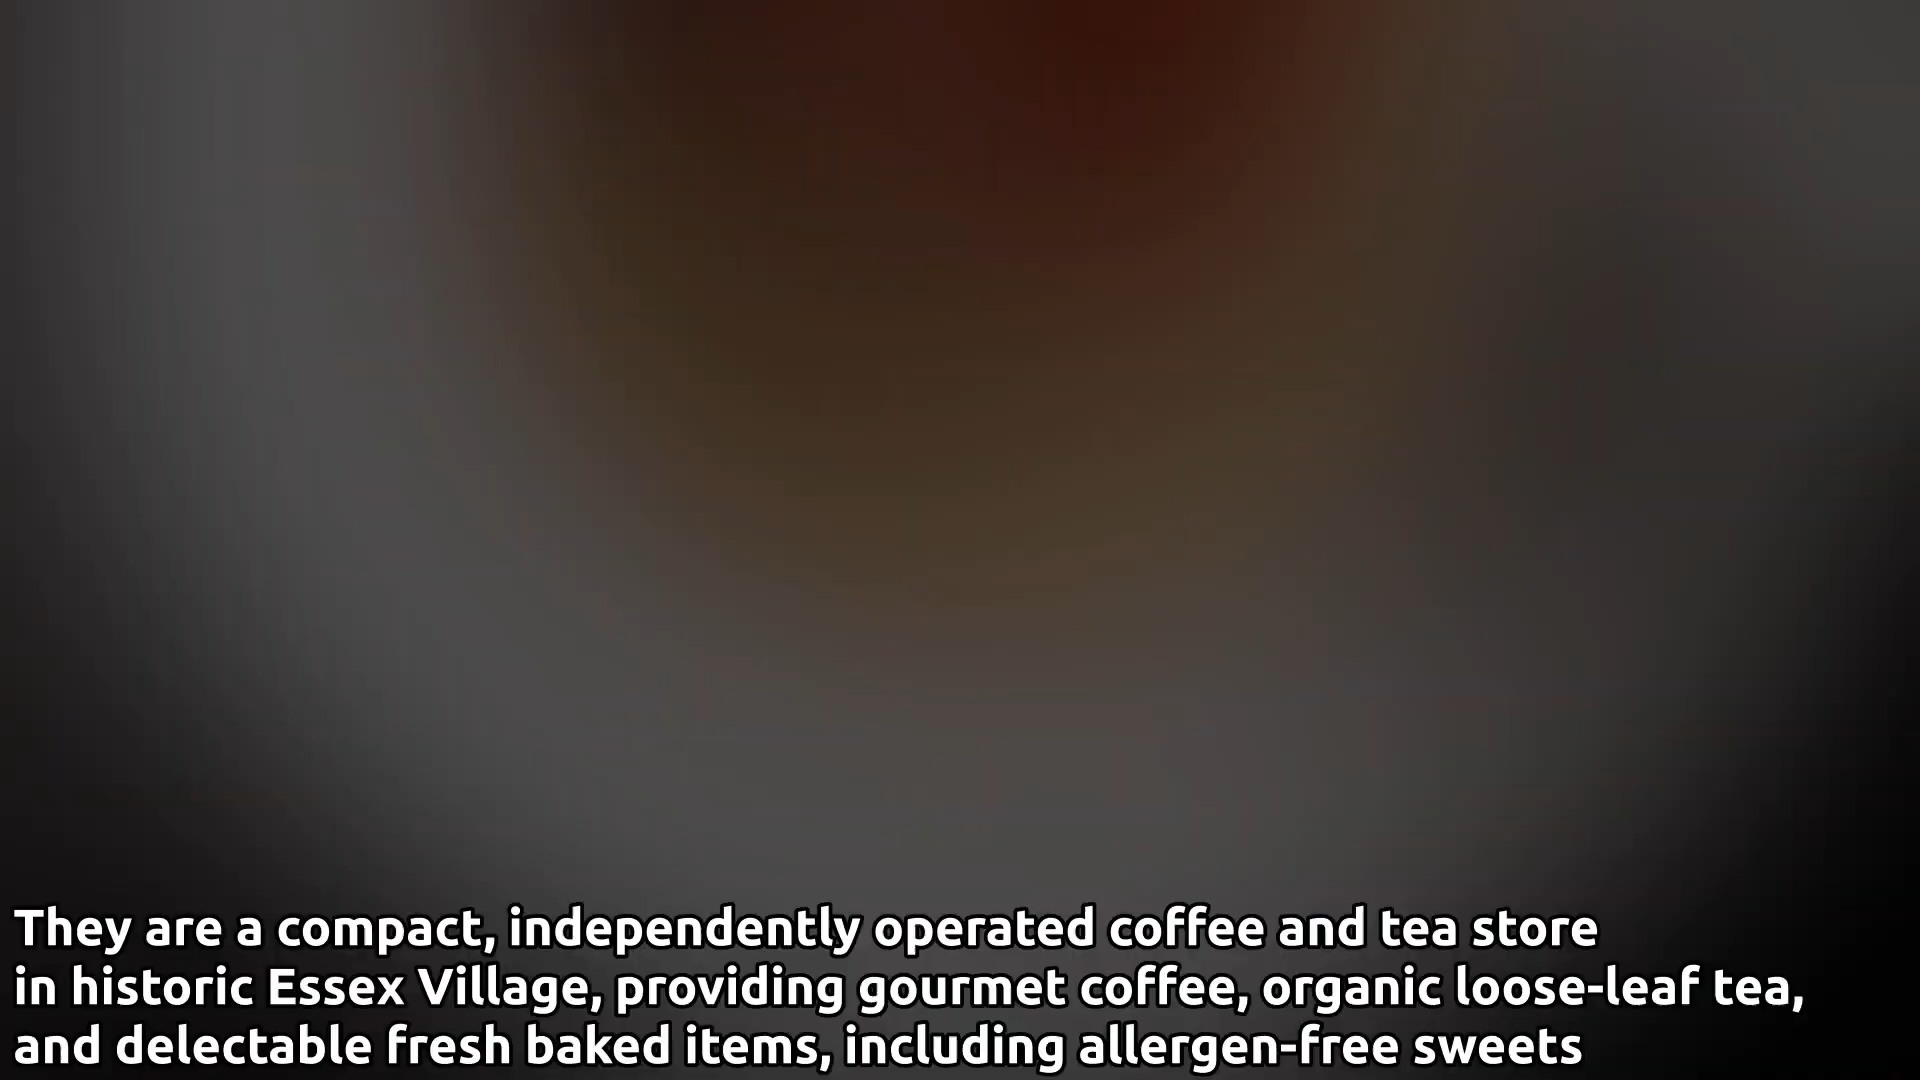 They are a compact, independently operated coffee and tea store
in historic Essex Village, providing gourmet coffee, organic loose-leaf tea,
and delectable fresh baked items, including allergen-free sweets